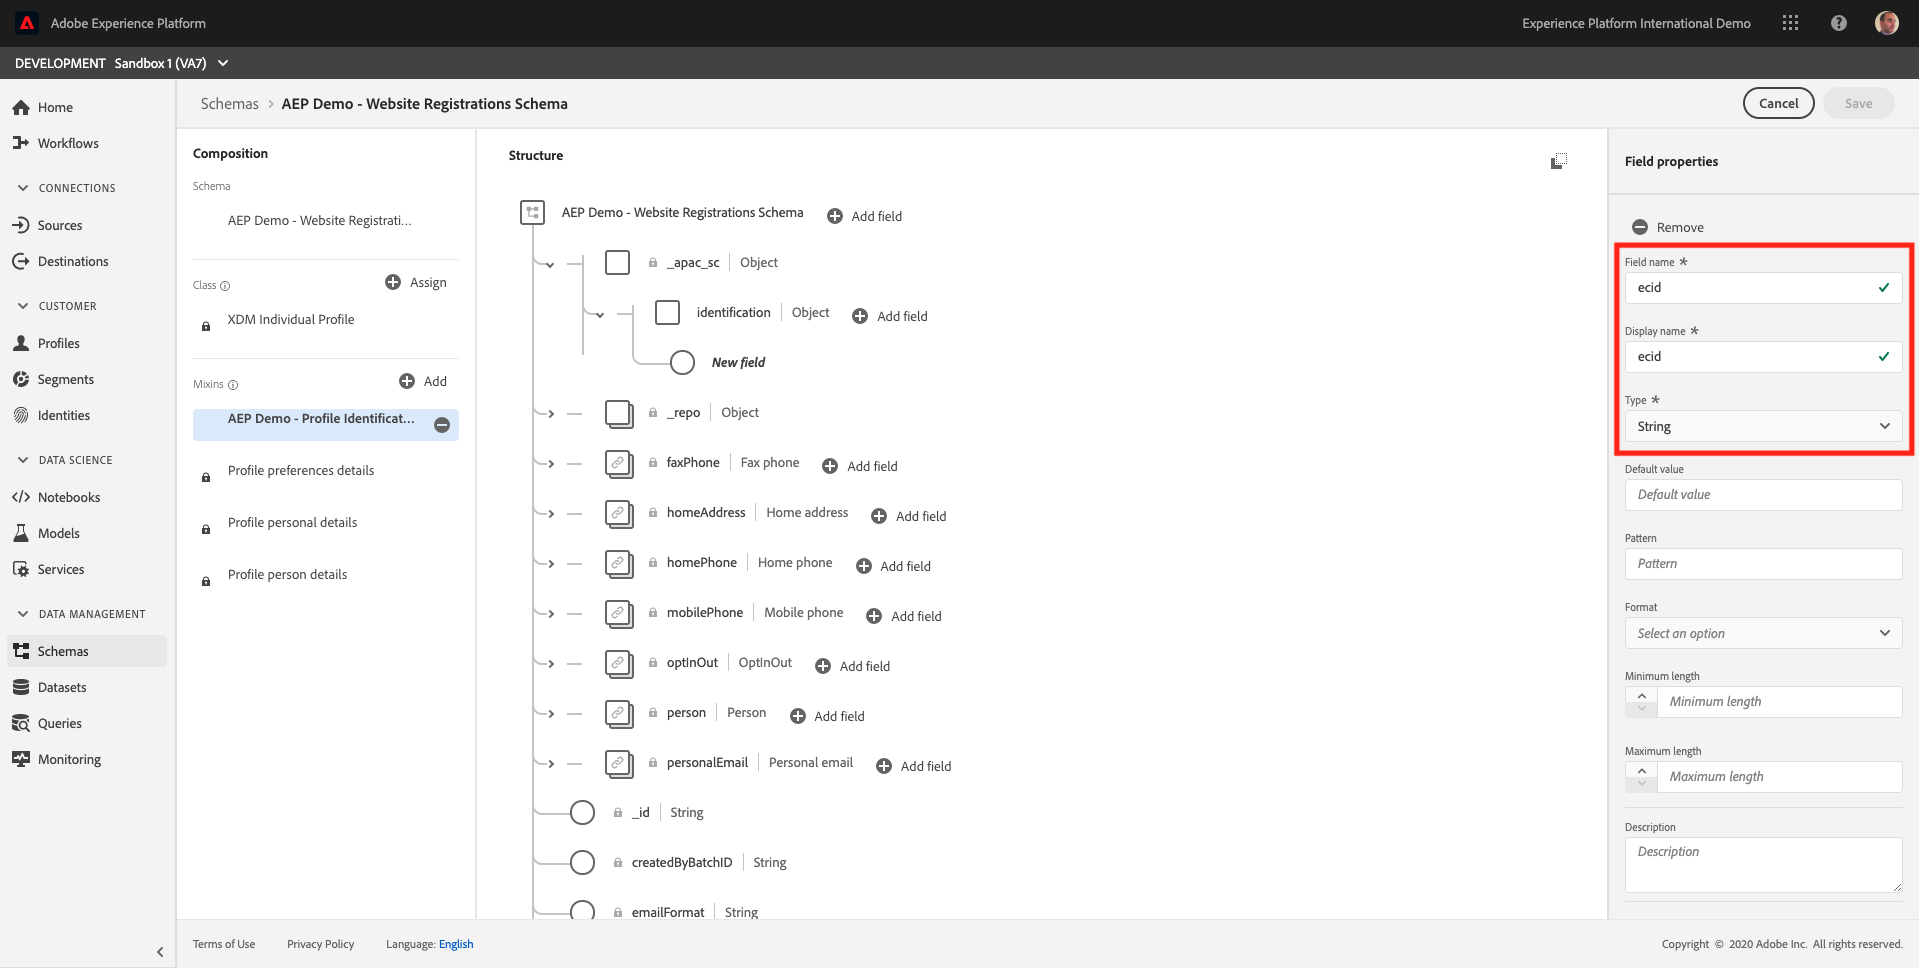 Adobe Experience Platform
Experience Platform International Demo
DEVELOPMENT Sandbox 1 (VA7)
Home
Workflows
CONNECTIONS
Sources
Destinations
CUSTOMER
Profiles
Segments
Identities
DATA SCIENCE
Notebooks
Models
Services
DATA MANAGEMENT
Schemas
Datasets
Queries
Monitoring
Schemas > AEP Demo - Website Registrations Schema
Cancel
Save
Composition
Schema
AEP Demo - Website Registrati...
Class
Assign
XDM Individual Profile
Mixins
Add
AEP Demo - Profile Identificat...
Profile preferences details
Profile personal details
Profile person details
Structure
AEP Demo - Website Registrations Schema Add field
_apac_sc Object
identification Object Add field
New field
_repo Object
faxPhone Fax phone Add field
homeAddress Home address Add field
homePhone Home phone Add field
mobilePhone Mobile phone Add field
optInOut OptInOut Add field
person Person Add field
personalEmail Personal email Add field
_id String
createdByBatchID String
emailFormat String
Field properties
Remove
Field name *
ecid
Display name *
ecid
Type *
String
Default value
Default value
Pattern
Pattern
Format
Select an option
Minimum length
Minimum length
Maximum length
Maximum length
Description
Description
Terms of Use Privacy Policy Language: English
Copyright © 2020 Adobe Inc. All rights reserved.